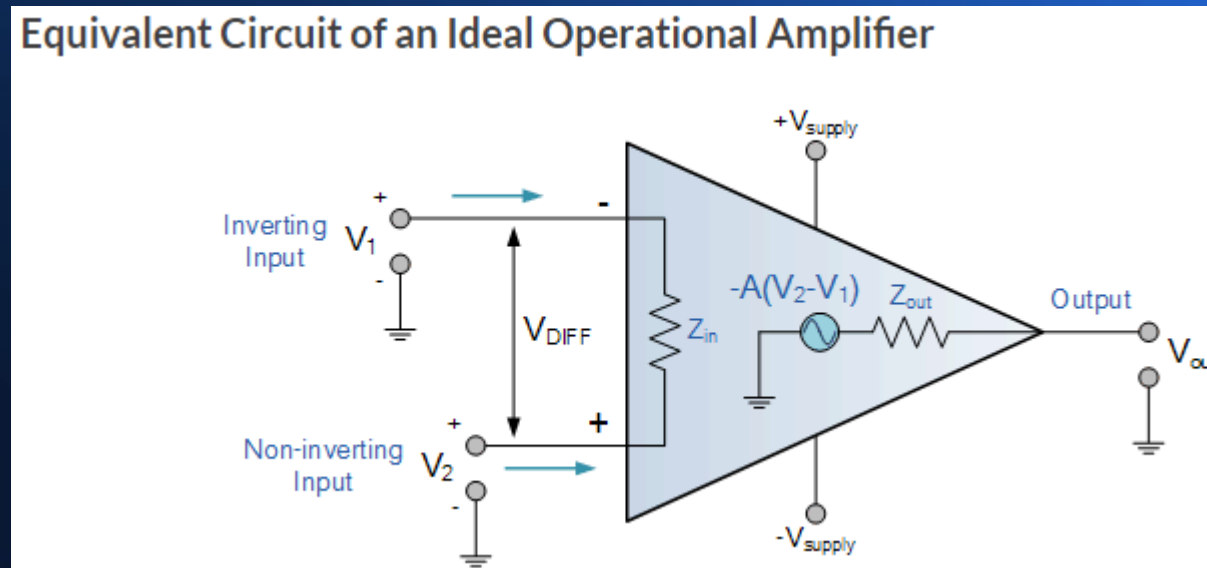 Equivalent Circuit of an Ideal Operational Amplifier
+Vsupply
+
-
Inverting
Input
V1
-
-A(V2-V1)
Zout
Output
VDIFF
Zin
Vou
+
+
Non-inverting
Input
V2
-
-Vsupply